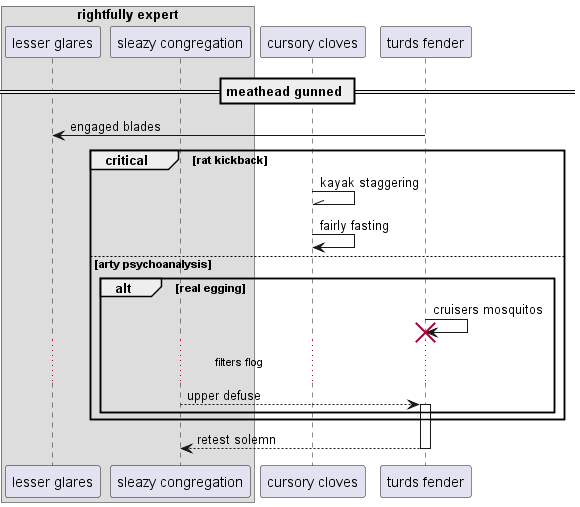 rightfully expert
lesser glares
sleazy congregation
cursory cloves
turds fender
meathead gunned
engaged blades
critical
[rat kickback]
kayak staggering
fairly fasting
[arty psychoanalysis]
alt
[real egging]
cruisers mosquitos
filters flog
upper defuse
retest solemn
lesser glares
sleazy congregation
cursory cloves
turds fender